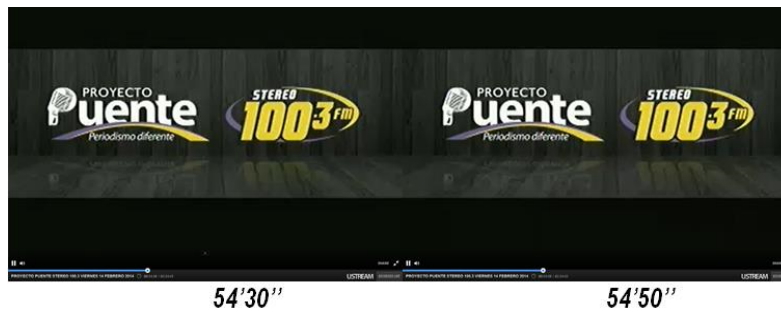 PROYECTO
Puente
Periodismo diferente
STEREO
100.3 FM
PROYECTO
Puente
Periodismo diferente
STEREO
100.3 FM
PROYECTO PUENTE STEREO 100.3 VIERNES 14 FEBRERO 2014
USTREAM
PROYECTO PUENTE STEREO 100.3 VIERNES 14 FEBRERO 2014
USTREAM
54'30''
54'50''